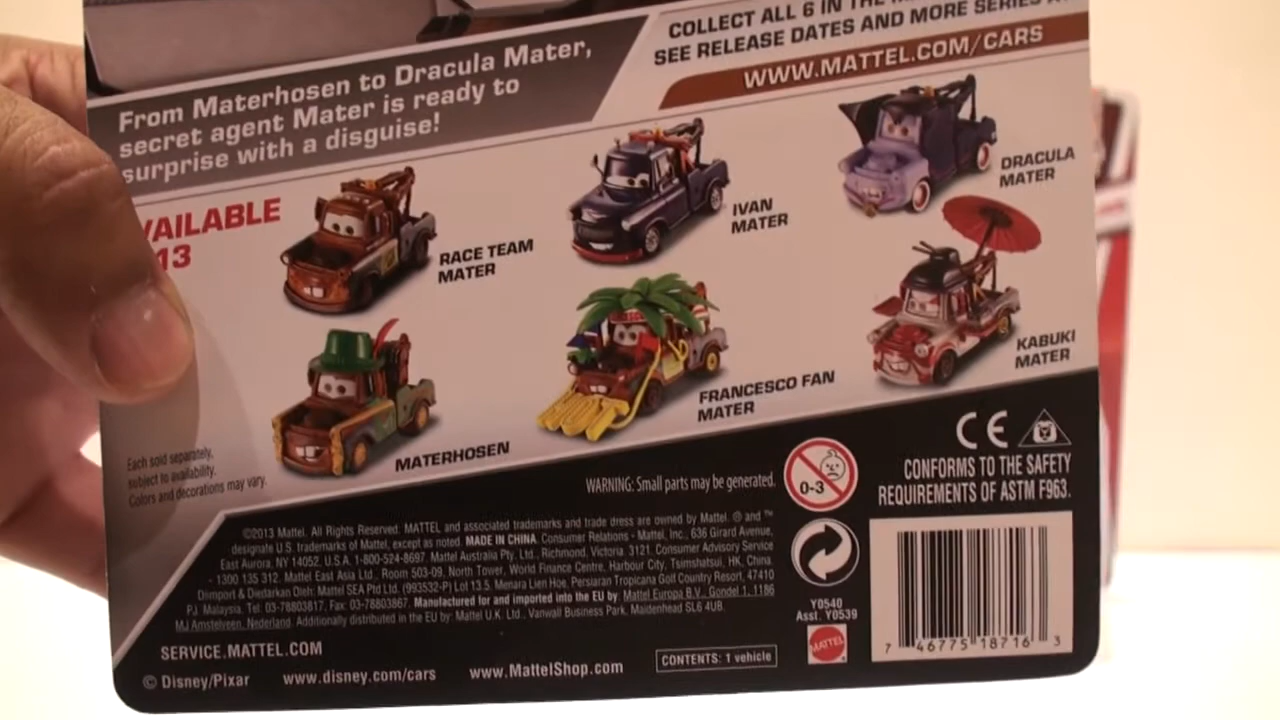 From Materhosen to Dracula Mater,
secret agent Mater is ready to
surprise with a disguise!
COLLECT ALL 6 IN THE
SEE RELEASE DATES AND MORE SERIES
WWW.MATTEL.COM/CARS
VAILABLE
13
RACE TEAM
MATER
IVAN
MATER
DRACULA
MATER
MATERHOSEN
FRANCESCO FAN
MATER
KABUKI
MATER
Each sold separately,
subject to availability.
Colors and decorations may vary.
WARNING: Small parts may be generated.
0-3
CE
CONFORMS TO THE SAFETY
REQUIREMENTS OF ASTM F963.
©2013 Mattel. All Rights Reserved. MATTEL and associated trademarks and trade dress are owned by Mattel. ® and ™
designate U.S. trademarks of Mattel, except as noted. MADE IN CHINA. Consumer Relations - Mattel, Inc., 636 Girard Avenue,
East Aurora, NY 14052, U.S.A. 1-800-524-8697. Mattel Australia Pty. Ltd., Richmond, Victoria. 3121. Consumer Advisory Service
- 1300 135 312. Mattel East Asia Ltd., Room 503-09, North Tower, World Finance Centre, Harbour City, Tsimshatsui, HK, China.
Diimport & Diedarkan Oleh: Mattel SEA Ptd Ltd. (993532-P) Lot 13.5, Menara Lien Hoe, Persiaran Tropicana Golf Country Resort, 47410
PJ. Malaysia. Tel: 03-78803817, Fax: 03-78803867. Manufactured for and imported into the EU by: Mattel Europa B.V., Gondel 1, 1186
MJ Amstelveen, Nederland. Additionally distributed in the EU by: Mattel U.K. Ltd., Vanwall Business Park, Maidenhead SL6 4UB.
Y0540
Asst. Y0539
MATTEL
SERVICE.MATTEL.COM
© Disney/Pixar
www.disney.com/cars
www.MattelShop.com
CONTENTS: 1 vehicle
7 46775 18716 3